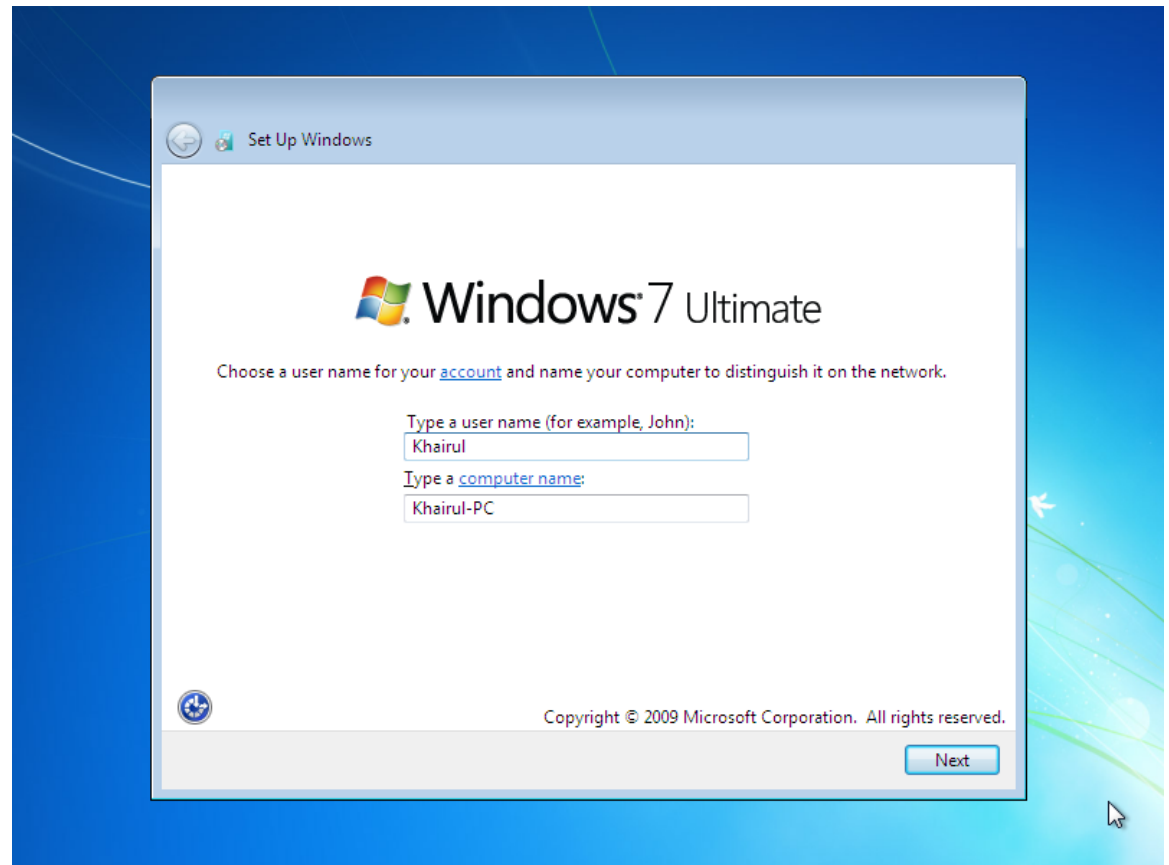 Set Up Windows
Windows® 7 Ultimate
Choose a user name for your account and name your computer to distinguish it on the network.
Type a user name (for example, John):
Khairul
Type a computer name:
Khairul-PC
Copyright © 2009 Microsoft Corporation.  All rights reserved.
Next